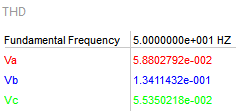 THD
Fundamental Frequency 5.0000000e+001 HZ
Va 5.8802792e-002
Vb 1.3411432e-001
Vc 5.5350218e-002